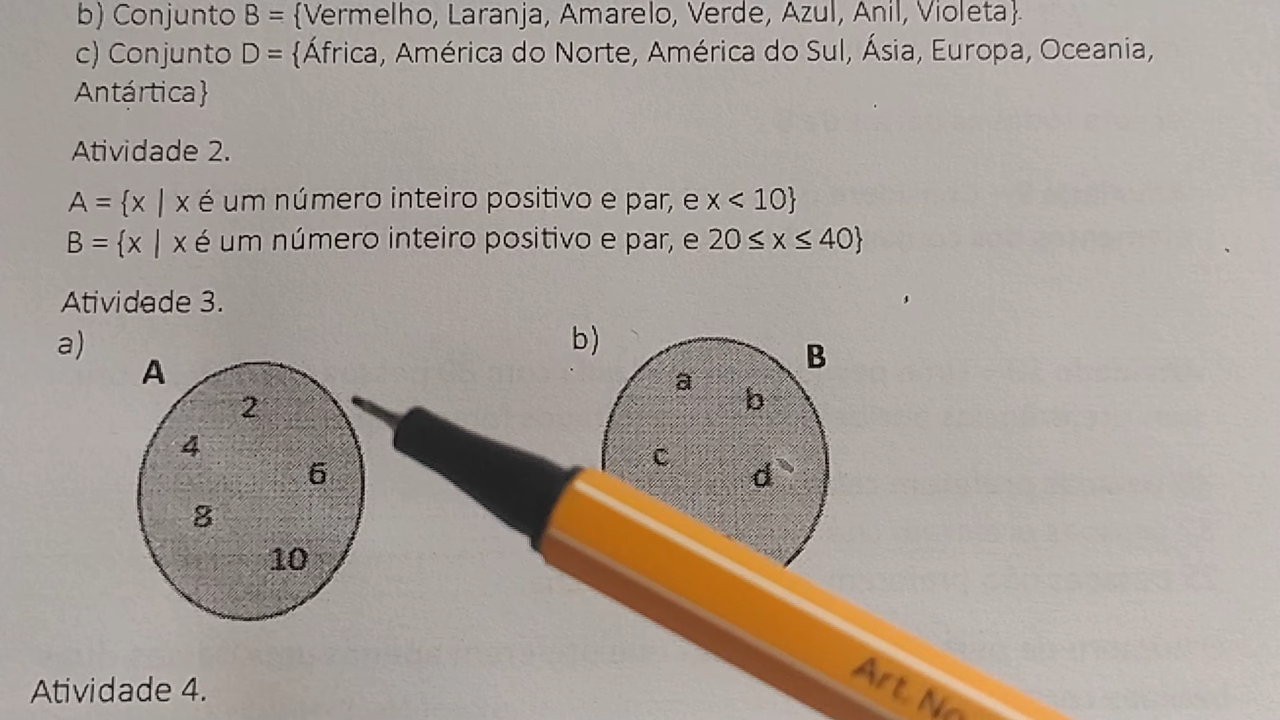 b) Conjunto B = {Vermelho, Laranja, Amarelo, Verde, Azul, Anil, Violeta}
c) Conjunto D = {África, América do Norte, América do Sul, Ásia, Europa, Oceania,
Antártica}
Atividade 2.
A = {x | x é um número inteiro positivo e par, e x < 10}
B = {x | x é um número inteiro positivo e par, e 20 ≤ x ≤ 40}
Atividade 3.
a)
A
2
4
6
8
10
b)
B
a
b
c
d
Atividade 4.
Art. No